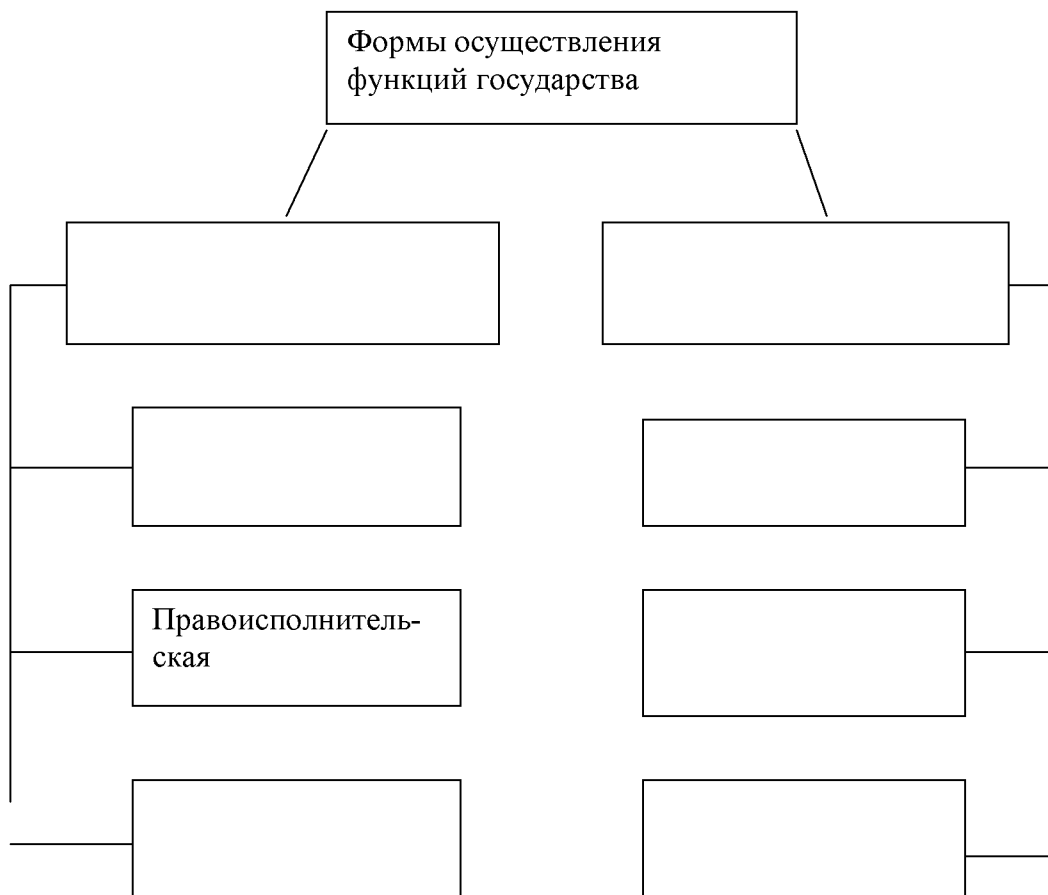 Формы осуществления
функций государства
Правоисполнитель-
ская